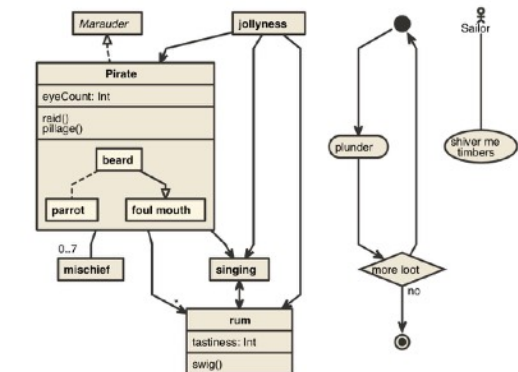 Marauder
jollyness
Pirate
eyeCount: Int
raid()
pillage()
beard
parrot
foul mouth
0..7
mischief
singing
*
rum
tastiness: Int
swig()
plunder
more loot
no
Sailor
shiver me
timbers